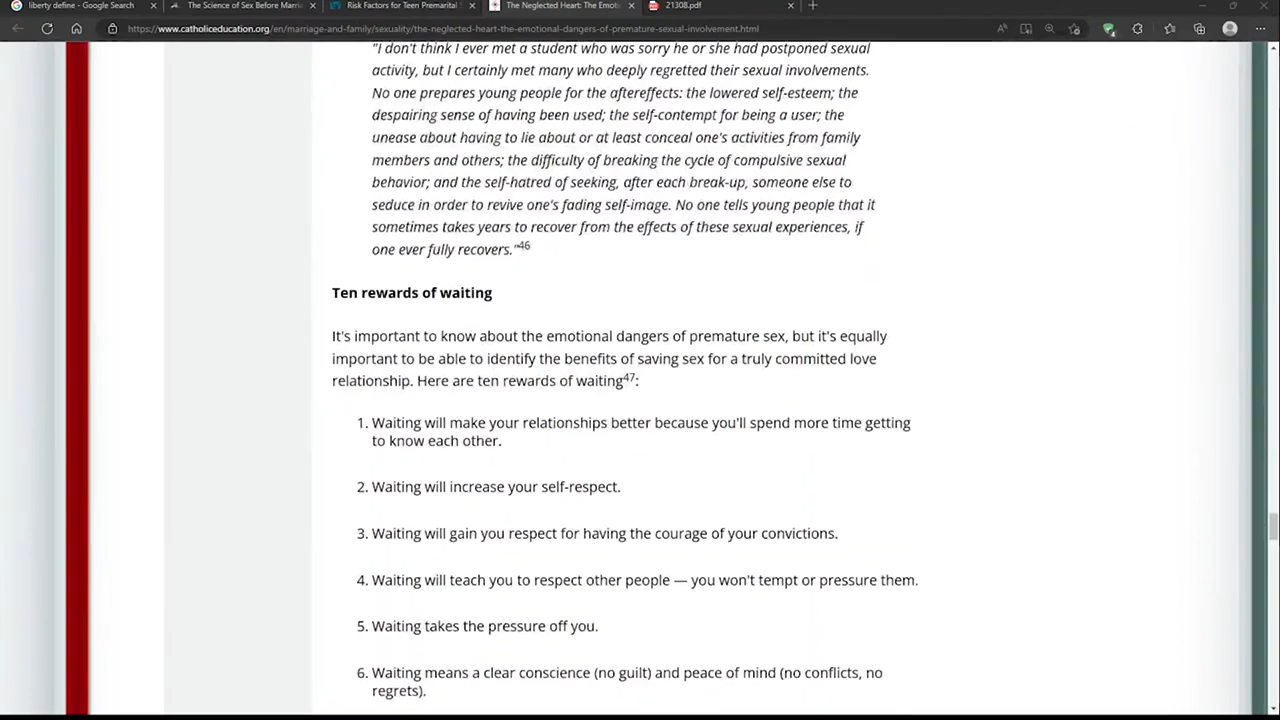 liberty define - Google Search
The Science of Sex Before Marri
Risk Factors for Teen Premarital S
The Neglected Heart: The Emoti
21308.pdf
https://www.catholiceducation.org/en/marriage-and-family/sexuality/the-neglected-heart-the-emotional-dangers-of-premature-sexual-involvement.html
"I don't think I ever met a student who was sorry he or she had postponed sexual
activity, but I certainly met many who deeply regretted their sexual involvements.
No one prepares young people for the aftereffects: the lowered self-esteem; the
despairing sense of having been used; the self-contempt for being a user; the
unease about having to lie about or at least conceal one's activities from family
members and others; the difficulty of breaking the cycle of compulsive sexual
behavior; and the self-hatred of seeking, after each break-up, someone else to
seduce in order to revive one's fading self-image. No one tells young people that it
sometimes takes years to recover from the effects of these sexual experiences, if
one ever fully recovers."46
Ten rewards of waiting
It's important to know about the emotional dangers of premature sex, but it's equally
important to be able to identify the benefits of saving sex for a truly committed love
relationship. Here are ten rewards of waiting47:
1. Waiting will make your relationships better because you'll spend more time getting
to know each other.
2. Waiting will increase your self-respect.
3. Waiting will gain you respect for having the courage of your convictions.
4. Waiting will teach you to respect other people — you won't tempt or pressure them.
5. Waiting takes the pressure off you.
6. Waiting means a clear conscience (no guilt) and peace of mind (no conflicts, no
regrets).